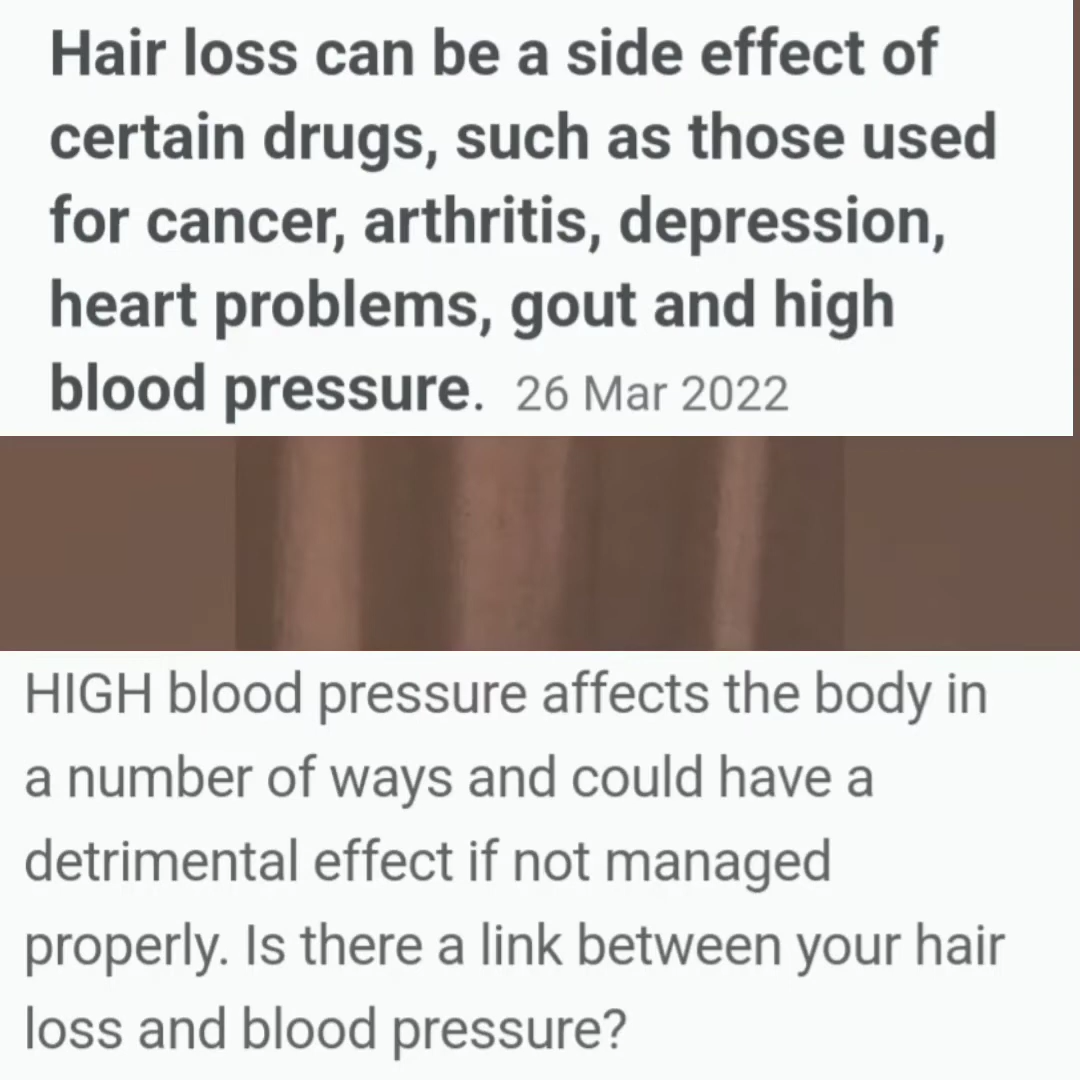 Hair loss can be a side effect of
certain drugs, such as those used
for cancer, arthritis, depression,
heart problems, gout and high
blood pressure. 26 Mar 2022
HIGH blood pressure affects the body in
a number of ways and could have a
detrimental effect if not managed
properly. Is there a link between your hair
loss and blood pressure?